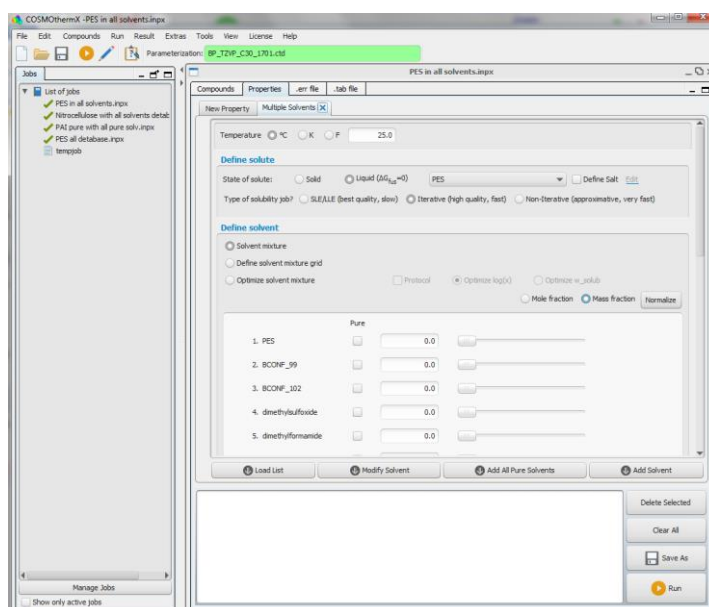 COSMOthermX -PES in all solvents.inpx
File Edit Compounds Run Result Extras Tools View License Help
Parameterization: BP_TZVP_C30_1701.ctd
Jobs
List of jobs
PES in all solvents.inpx
Nitrocellulose with all solvents detab
PAI pure with all pure solv.inpx
PES all detabase.inpx
tempjob
Manage Jobs
Show only active jobs
PES in all solvents.inpx
Compounds Properties .err file .tab file
New Property Multiple Solvents X
Temperature °C K F 25.0
Define solute
State of solute: Solid Liquid (ΔGfus=0) PES Define Salt Edit
Type of solubility job? SLE/LLE (best quality, slow) Iterative (high quality, fast) Non-Iterative (approximative, very fast)
Define solvent
Solvent mixture
Define solvent mixture grid
Optimize solvent mixture Protocol Optimize log(x) Optimize w_solub
Mole fraction Mass fraction Normalize
Pure
1. PES 0.0
2. BCONF_99 0.0
3. BCONF_102 0.0
4. dimethylsulfoxide 0.0
5. dimethylformamide 0.0
Load List Modify Solvent Add All Pure Solvents Add Solvent
Delete Selected
Clear All
Save As
Run